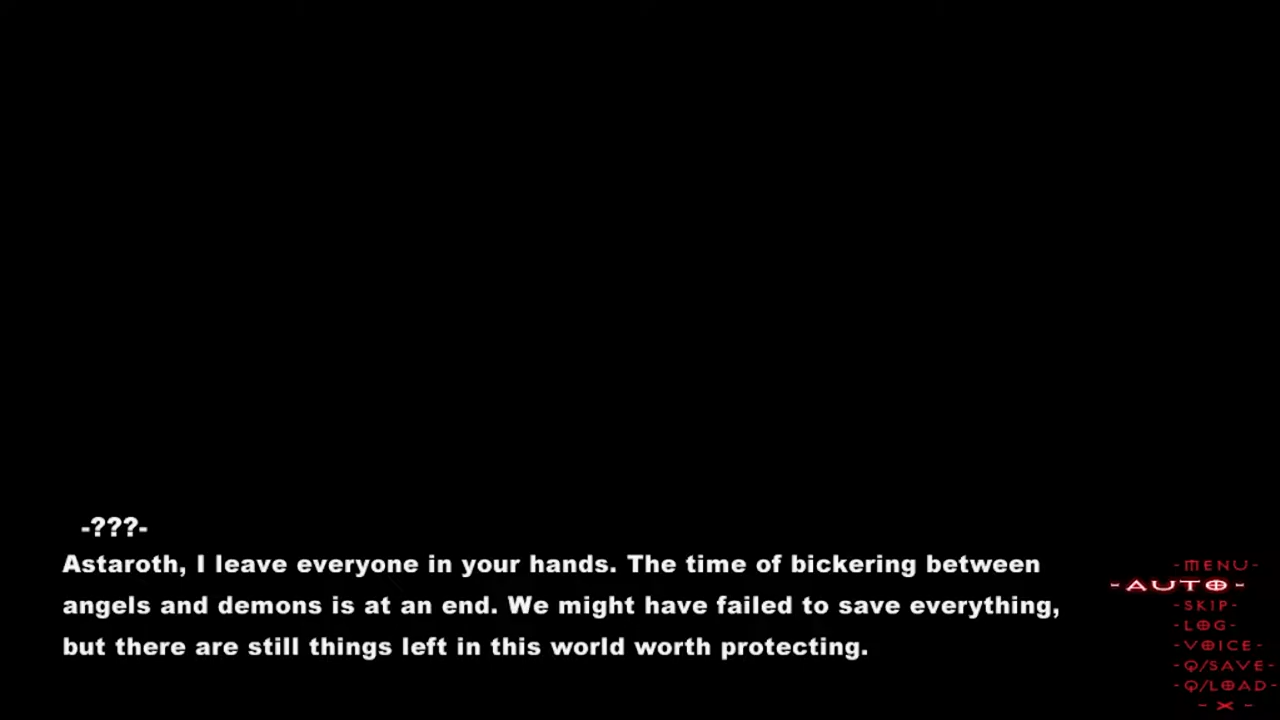 -???-
Astaroth, I leave everyone in your hands. The time of bickering between
angels and demons is at an end. We might have failed to save everything,
but there are still things left in this world worth protecting.
-MENU-
-AUTO-
-SKIP-
-LOG-
-VOICE-
-Q/SAVE-
-Q/LOAD-
-X-